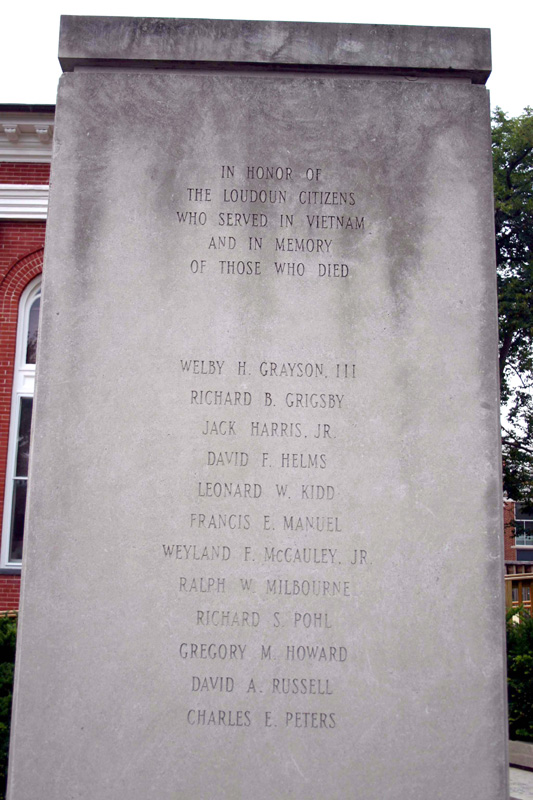 IN HONOR OF
THE LOUDOUN CITIZENS
WHO SERVED IN VIETNAM
AND IN MEMORY
OF THOSE WHO DIED
WELBY H. GRAYSON, III
RICHARD B. GRIGSBY
JACK HARRIS, JR.
DAVID F. HELMS
LEONARD W. KIDD
FRANCIS E. MANUEL
WEYLAND F. McCAULEY, JR.
RALPH W. MILBOURNE
RICHARD S. POHL
GREGORY M. HOWARD
DAVID A. RUSSELL
CHARLES E. PETERS